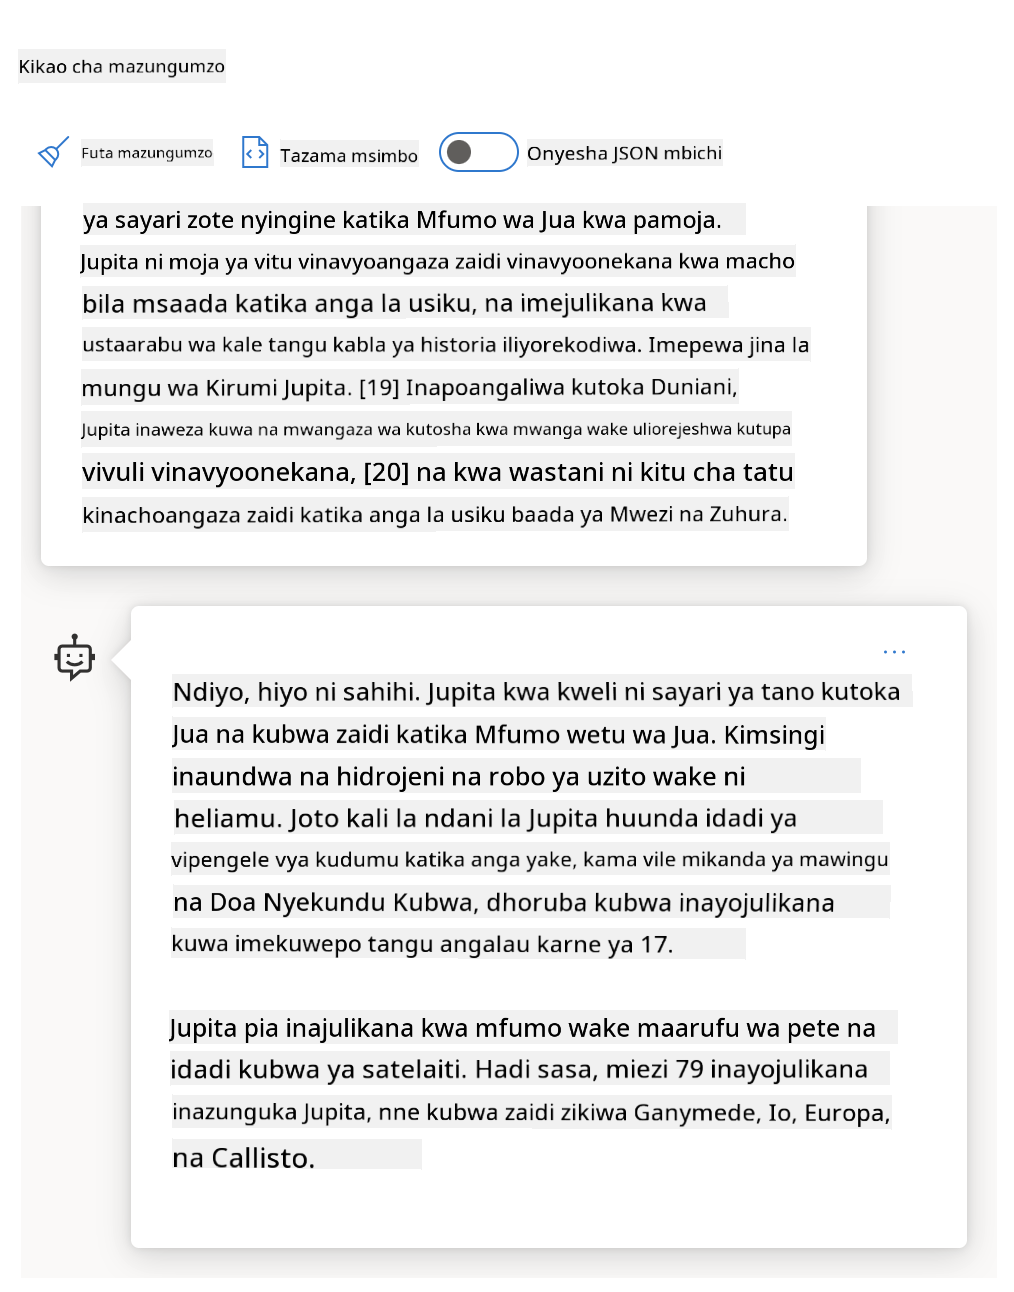 Kikao cha mazungumzo
Futa mazungumzo
Tazama msimbo
Onyesha JSON mbichi
ya sayari zote nyingine katika Mfumo wa Jua kwa pamoja.
Jupita ni moja ya vitu vinavyoangaza zaidi vinavyoonekana kwa macho
bila msaada katika anga la usiku, na imejulikana kwa
ustaarabu wa kale tangu kabla ya historia iliyorekodiwa. Imepewa jina la
mungu wa Kirumi Jupita. [19] Inapoangaliwa kutoka Duniani,
Jupita inaweza kuwa na mwangaza wa kutosha kwa mwanga wake uliorejeshwa kutupa
vivuli vinavyoonekana, [20] na kwa wastani ni kitu cha tatu
kinachoangaza zaidi katika anga la usiku baada ya Mwezi na Zuhura.
Ndiyo, hiyo ni sahihi. Jupita kwa kweli ni sayari ya tano kutoka
Jua na kubwa zaidi katika Mfumo wetu wa Jua. Kimsingi
inaundwa na hidrojeni na robo ya uzito wake ni
heliamu. Joto kali la ndani la Jupita huunda idadi ya
vipengele vya kudumu katika anga yake, kama vile mikanda ya mawingu
na Doa Nyekundu Kubwa, dhoruba kubwa inayojulikana
kuwa imekuwepo tangu angalau karne ya 17.
Jupita pia inajulikana kwa mfumo wake maarufu wa pete na
idadi kubwa ya satelaiti. Hadi sasa, miezi 79 inayojulikana
inazunguka Jupita, nne kubwa zaidi zikiwa Ganymede, Io, Europa,
na Callisto.